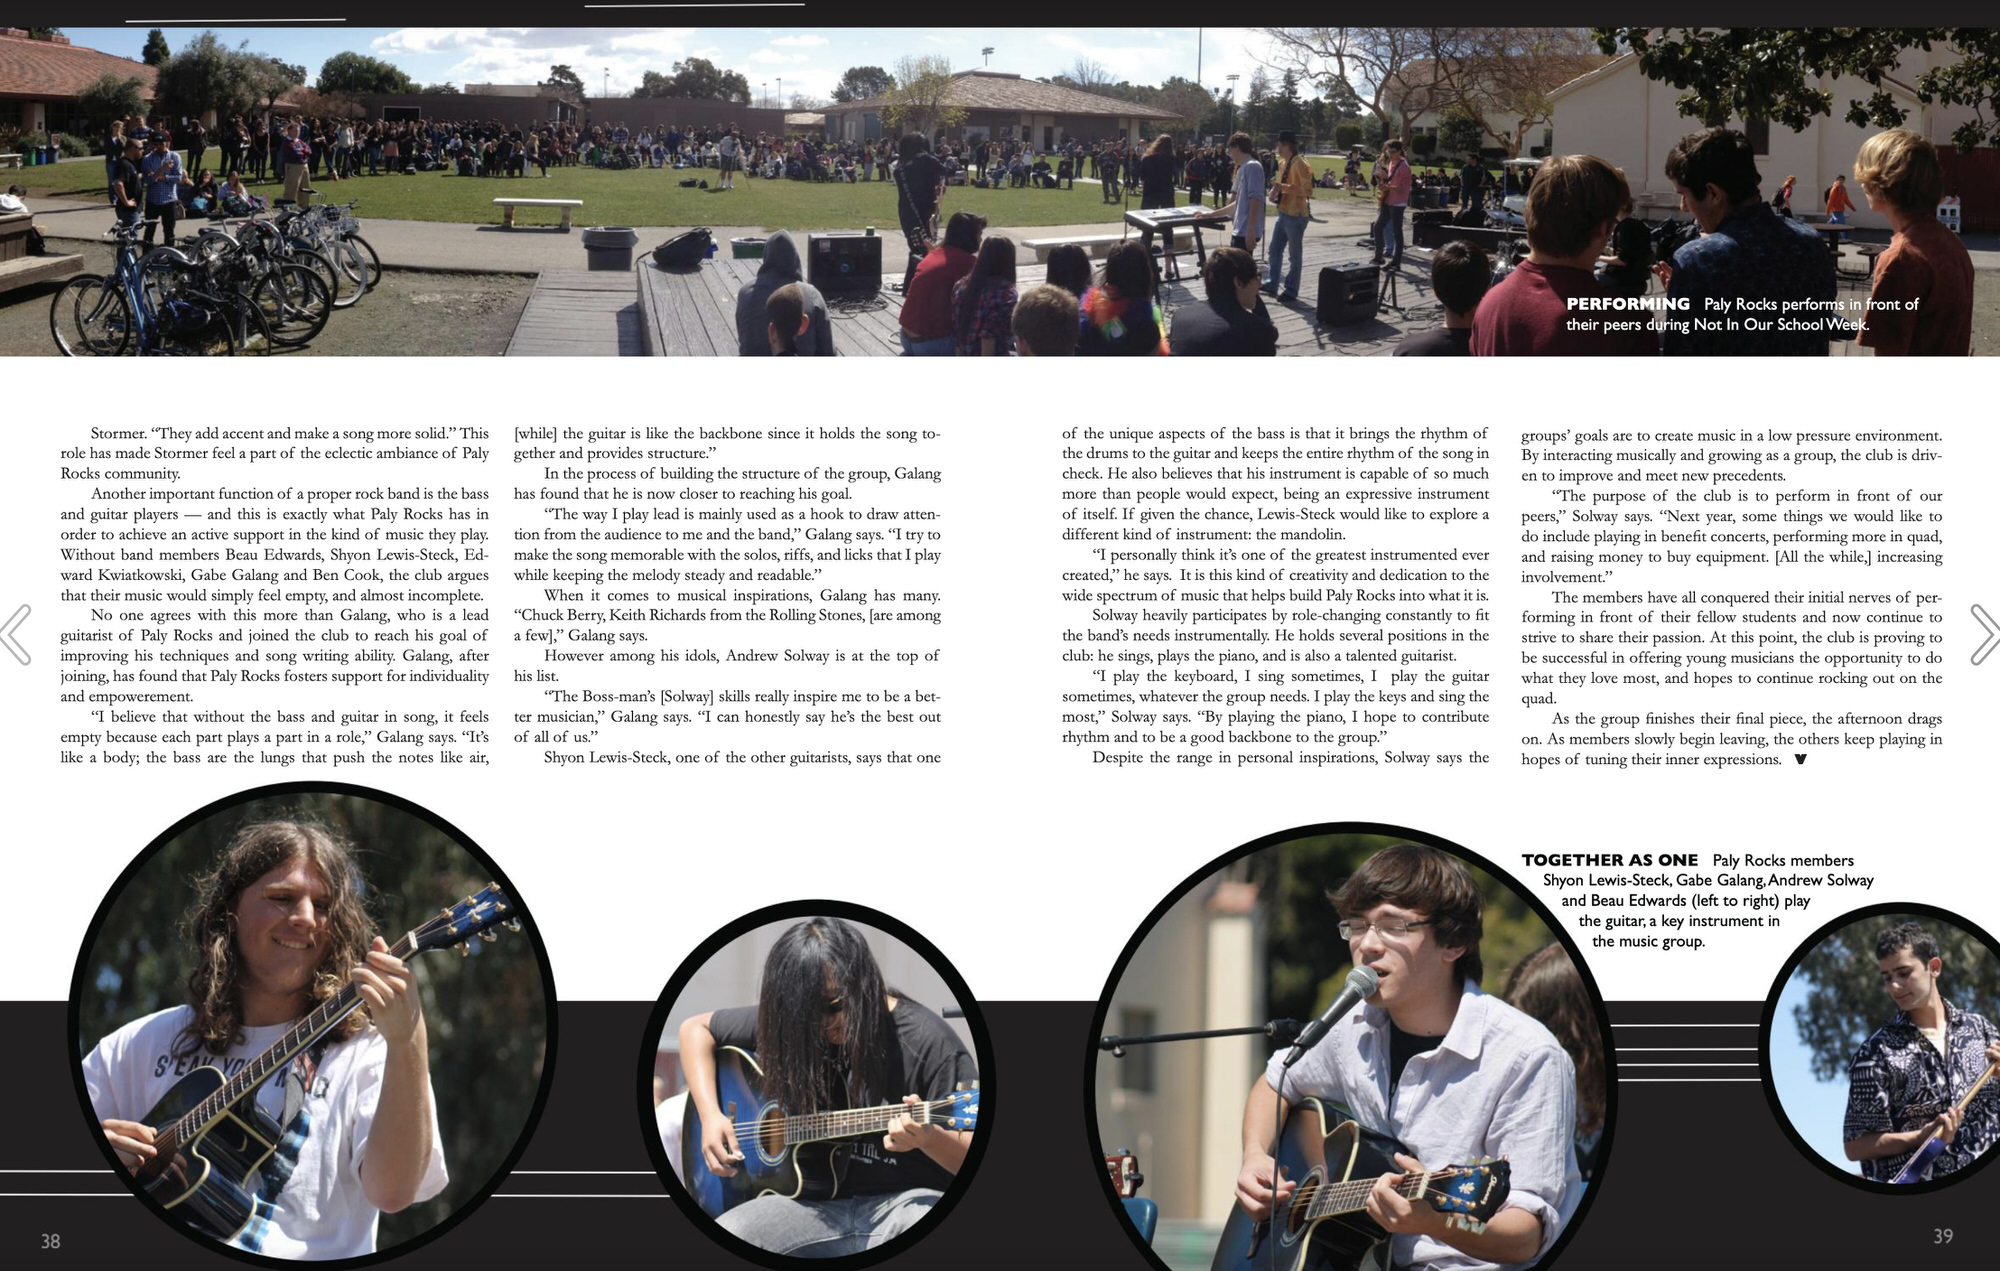 PERFORMING Paly Rocks performs in front of
their peers during Not In Our School Week.
Stormer. “They add accent and make a song more solid.” This
role has made Stormer feel a part of the eclectic ambiance of Paly
Rocks community.
Another important function of a proper rock band is the bass
and guitar players — and this is exactly what Paly Rocks has in
order to achieve an active support in the kind of music they play.
Without band members Beau Edwards, Shyon Lewis-Steck, Ed-
ward Kwiatkowski, Gabe Galang and Ben Cook, the club argues
that their music would simply feel empty, and almost incomplete.
No one agrees with this more than Galang, who is a lead
guitarist of Paly Rocks and joined the club to reach his goal of
improving his techniques and song writing ability. Galang, after
joining, has found that Paly Rocks fosters support for individuality
and empowerment.
“I believe that without the bass and guitar in song, it feels
empty because each part plays a part in a role,” Galang says. “It’s
like a body; the bass are the lungs that push the notes like air,
[while] the guitar is like the backbone since it holds the song to-
gether and provides structure.”
In the process of building the structure of the group, Galang
has found that he is now closer to reaching his goal.
“The way I play lead is mainly used as a hook to draw atten-
tion from the audience to me and the band,” Galang says. “I try to
make the song memorable with the solos, riffs, and licks that I play
while keeping the melody steady and readable.”
When it comes to musical inspirations, Galang has many.
“Chuck Berry, Keith Richards from the Rolling Stones, [are among
a few],” Galang says.
However among his idols, Andrew Solway is at the top of
his list.
“The Boss-man’s [Solway] skills really inspire me to be a bet-
ter musician,” Galang says. “I can honestly say he’s the best out
of all of us.”
Shyon Lewis-Steck, one of the other guitarists, says that one
of the unique aspects of the bass is that it brings the rhythm of
the drums to the guitar and keeps the entire rhythm of the song in
check. He also believes that his instrument is capable of so much
more than people would expect, being an expressive instrument
of itself. If given the chance, Lewis-Steck would like to explore a
different kind of instrument: the mandolin.
“I personally think it’s one of the greatest instrumented ever
created,” he says. It is this kind of creativity and dedication to the
wide spectrum of music that helps build Paly Rocks into what it is.
Solway heavily participates by role-changing constantly to fit
the band’s needs instrumentally. He holds several positions in the
club: he sings, plays the piano, and is also a talented guitarist.
“I play the keyboard, I sing sometimes, I play the guitar
sometimes, whatever the group needs. I play the keys and sing the
most,” Solway says. “By playing the piano, I hope to contribute
rhythm and to be a good backbone to the group.”
Despite the range in personal inspirations, Solway says the
groups’ goals are to create music in a low pressure environment.
By interacting musically and growing as a group, the club is driv-
en to improve and meet new precedents.
“The purpose of the club is to perform in front of our
peers,” Solway says. “Next year, some things we would like to
do include playing in benefit concerts, performing more in quad,
and raising money to buy equipment. [All the while,] increasing
involvement.”
The members have all conquered their initial nerves of per-
forming in front of their fellow students and now continue to
strive to share their passion. At this point, the club is proving to
be successful in offering young musicians the opportunity to do
what they love most, and hopes to continue rocking out on the
quad.
As the group finishes their final piece, the afternoon drags
on. As members slowly begin leaving, the others keep playing in
hopes of tuning their inner expressions. V
TOGETHER AS ONE Paly Rocks members
Shyon Lewis-Steck, Gabe Galang, Andrew Solway
and Beau Edwards (left to right) play
the guitar, a key instrument in
the music group.
38
39